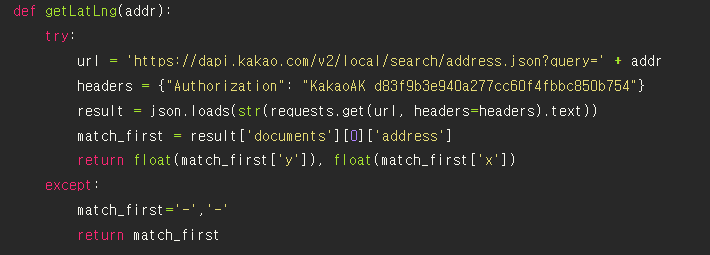 def getLatLng(addr):
    try:
        url = 'https://dapi.kakao.com/v2/local/search/address.json?query=' + addr
        headers = {"Authorization": "KakaoAK d83f9b3e940a277cc60f4fbbc850b754"}
        result = json.loads(str(requests.get(url, headers=headers).text))
        match_first = result['documents'][0]['address']
        return float(match_first['y']), float(match_first['x'])
    except:
        match_first='-','-'
        return match_first